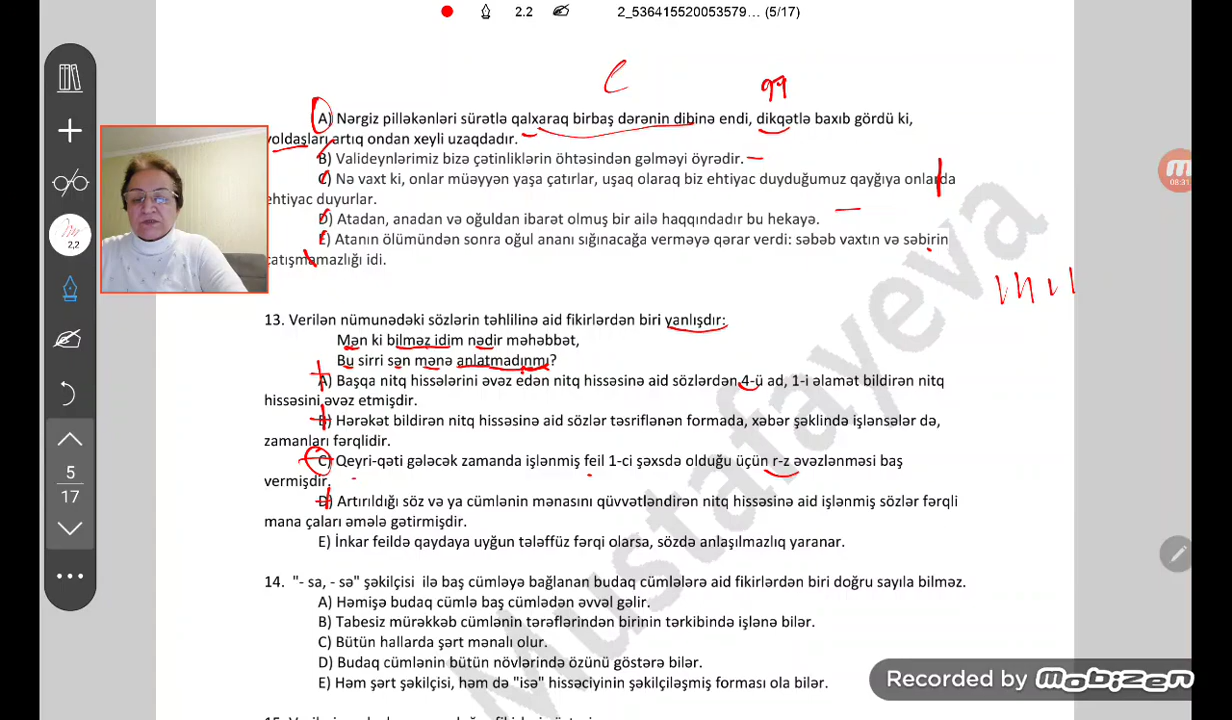 2.2 2_536415520053579... (5/17)
C
99
A) Nərgiz pilləkənləri sürətlə qalxaraq birbaş dərənin dibinə endi, dikqətlə baxıb gördü ki,
yoldaşları artıq ondan xeyli uzaqdadır.
B) Valideynlərimiz bizə çətinliklərin öhtəsindən gəlməyi öyrədir.
C) Nə vaxt ki, onlar müəyyən yaşa çatırlar, uşaq olaraq biz ehtiyac duyduğumuz qayğıya onlarda
ehtiyac duyurlar.
D) Atadan, anadan və oğuldan ibarət olmuş bir ailə haqqındadır bu hekayə.
E) Atanın ölümündən sonra oğul ananı sığınacağa verməyə qərar verdi: səbəb vaxtın və səbirin
çatışmamazlığı idi.
13. Verilən nümunədəki sözlərin təhlilinə aid fikirlərdən biri yanlışdır:
Mən ki bilməz idim nədir məhəbbət,
Bu sirri sən mənə anlatmadınmı?
A) Başqa nitq hissələrini əvəz edən nitq hissəsinə aid sözlərdən 4-ü ad, 1-i əlamət bildirən nitq
hissəsini əvəz etmişdir.
B) Hərəkət bildirən nitq hissəsinə aid sözlər təsriflənən formada, xəbər şəklində işlənsələr də,
zamanları fərqlidir.
C) Qeyri-qəti gələcək zamanda işlənmiş feil 1-ci şəxsdə olduğu üçün r-z əvəzlənməsi baş
vermişdir.
D) Artırıldığı söz və ya cümlənin mənasını qüvvətləndirən nitq hissəsinə aid işlənmiş sözlər fərqli
mana çaları əmələ gətirmişdir.
E) İnkar feildə qaydaya uyğun tələffüz fərqi olarsa, sözdə anlaşılmazlıq yaranar.
14. "- sa, - sə" şəkilçisi ilə baş cümləyə bağlanan budaq cümlələrə aid fikirlərdən biri doğru sayıla bilməz.
A) Həmişə budaq cümlə baş cümlədən əvvəl gəlir.
B) Tabesiz mürəkkəb cümlənin tərəflərindən birinin tərkibində işlənə bilər.
C) Bütün hallarda şərt mənalı olur.
D) Budaq cümlənin bütün növlərində özünü göstərə bilər.
E) Həm şərt şəkilçisi, həm də "isə" hissəciyinin şəkilçiləşmiş forması ola bilər.
Mustafayeva
2,2
5
17
08:31
Recorded by mobizen